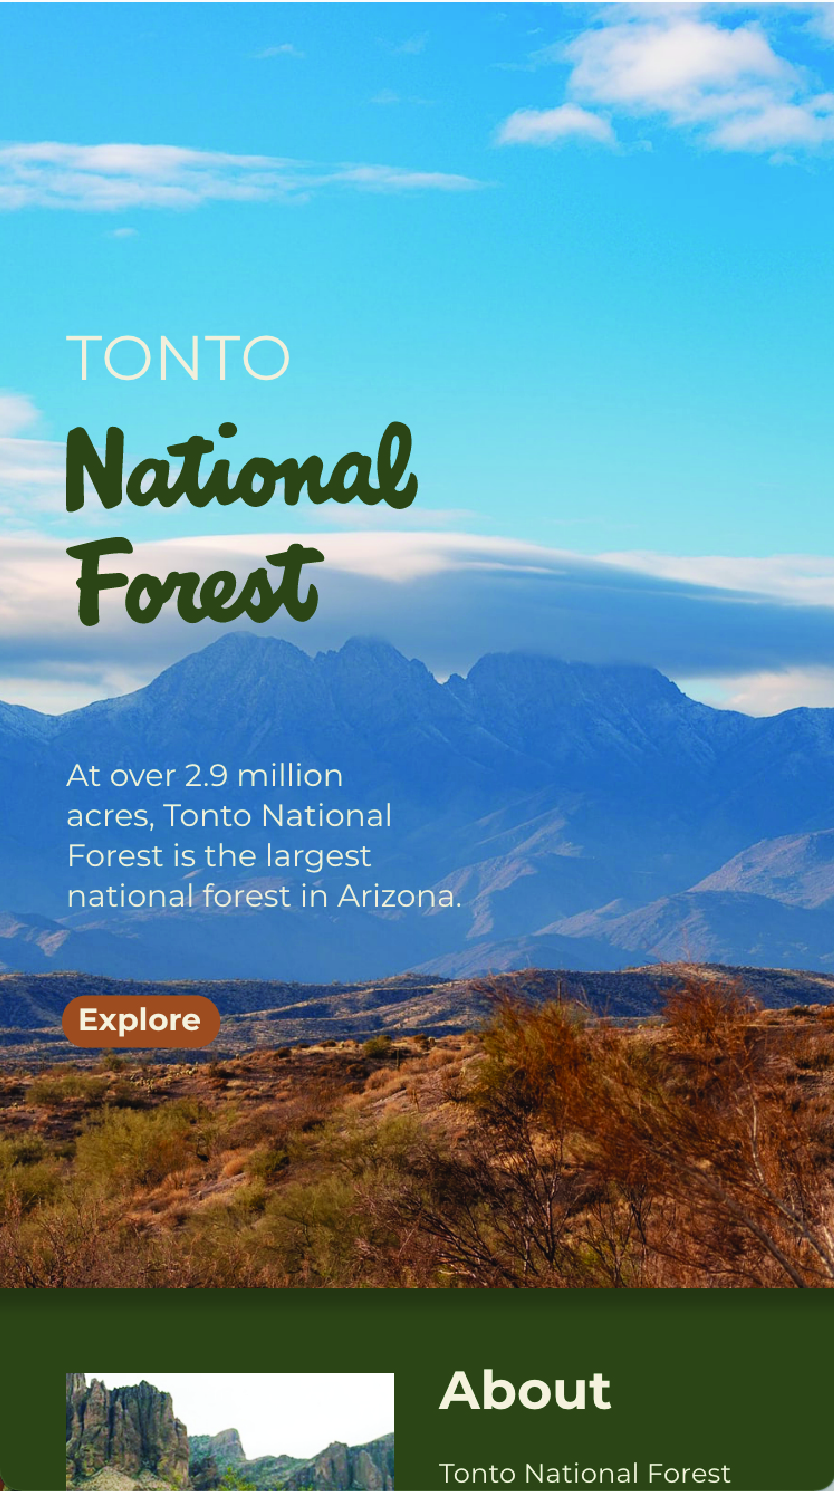 TONTO
National
Forest
At over 2.9 million
acres, Tonto National
Forest is the largest
national forest in Arizona.
Explore
About
Tonto National Forest